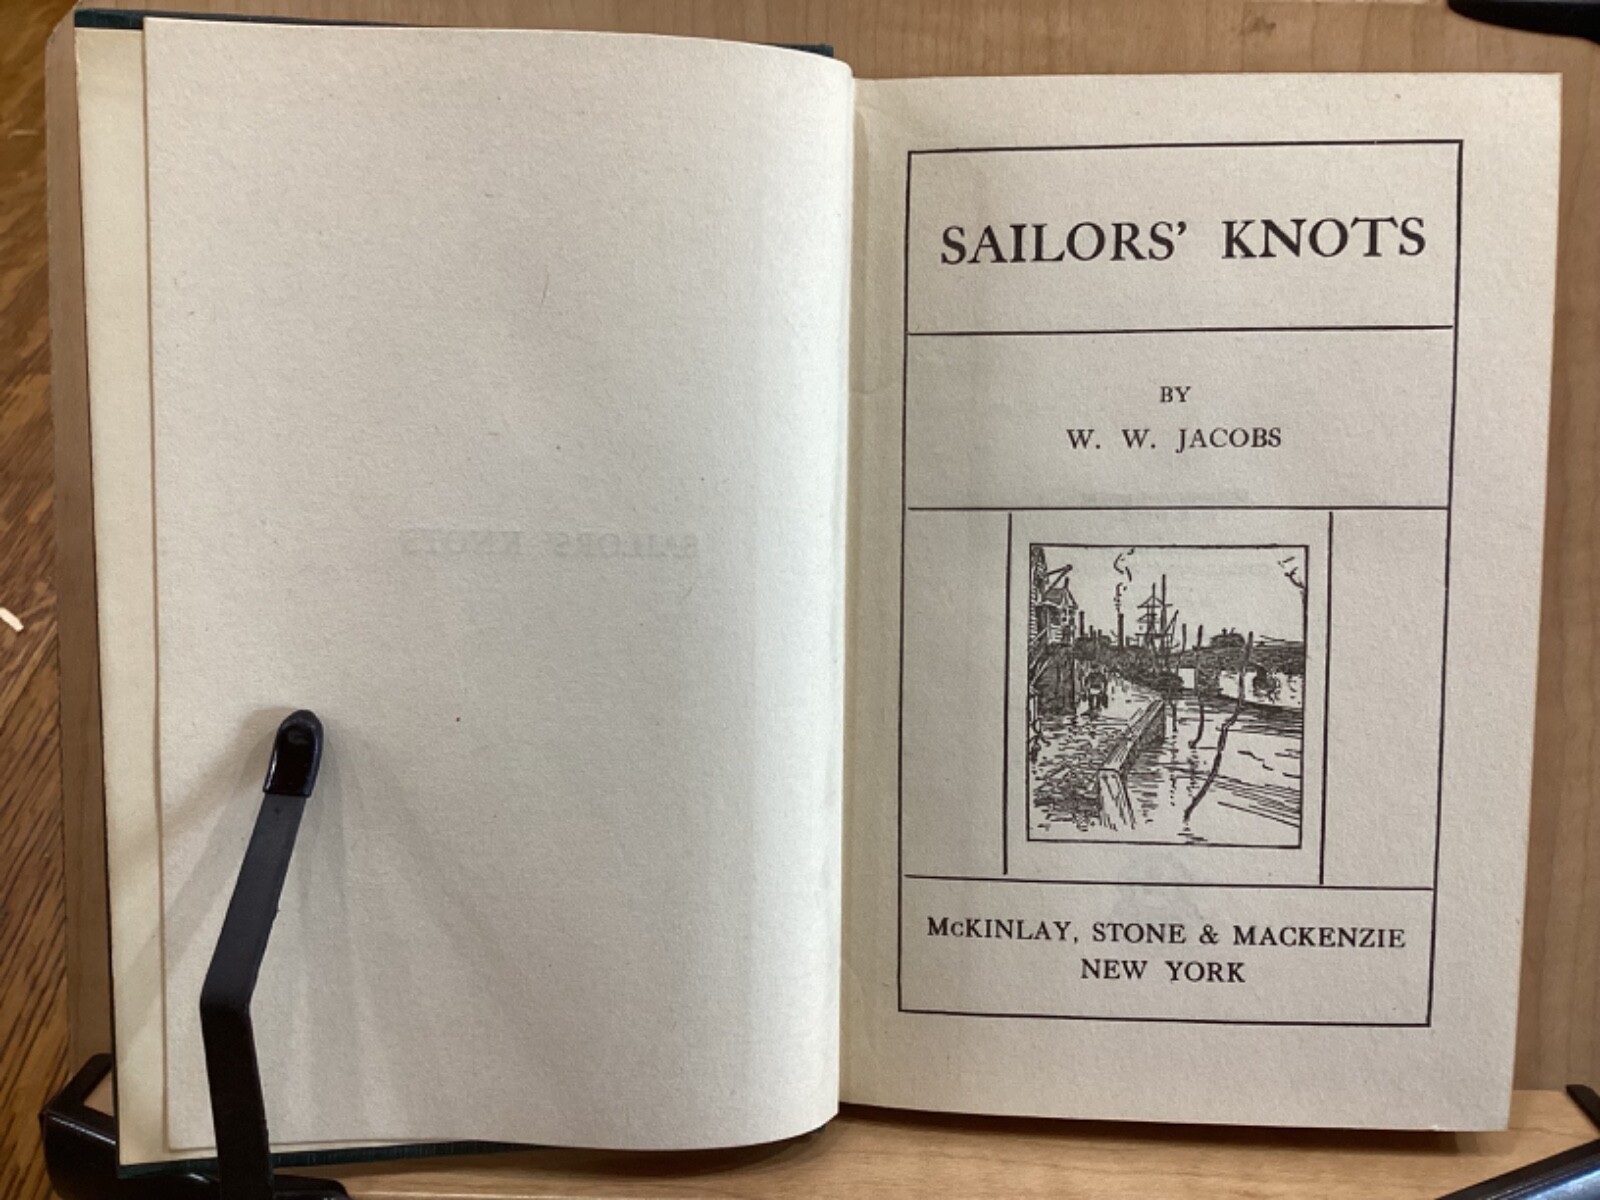 SAILORS' KNOTS
BY
W. W. JACOBS
McKINLAY, STONE & MACKENZIE
NEW YORK